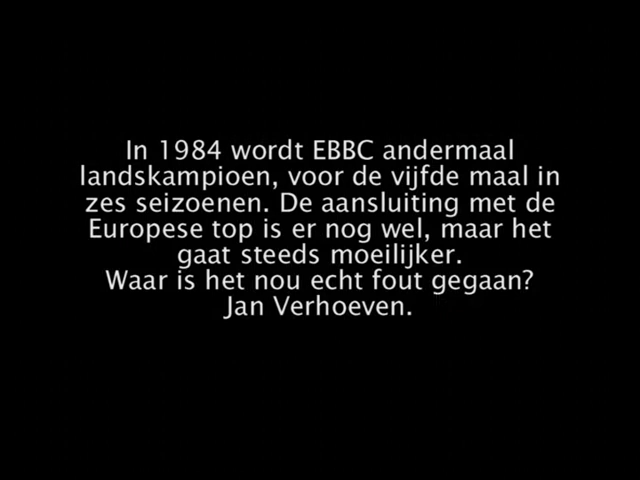 In 1984 wordt EBBC andermaal
landskampioen, voor de vijfde maal in
zes seizoenen. De aansluiting met de
Europese top is er nog wel, maar het
gaat steeds moeilijker.
Waar is het nou echt fout gegaan?
Jan Verhoeven.